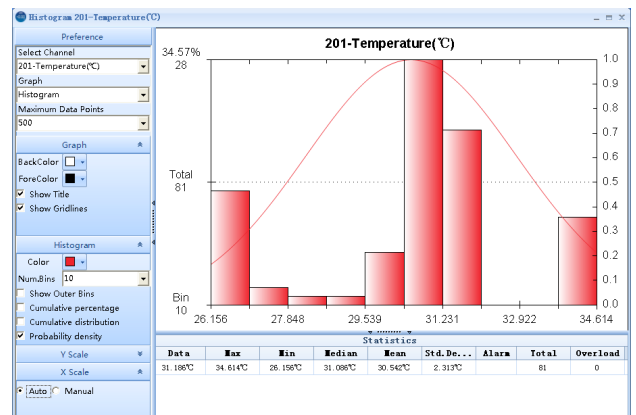 Histogram 201-Temperature(℃)
Preference
Select Channel
201-Temperature(℃)
Graph
Histogram
Maximum Data Points
500
Graph
BackColor
ForeColor
Show Title
Show Gridlines
Histogram
Color
Num.Bins 10
Show Outer Bins
Cumulative percentage
Cumulative distribution
Probability density
Y Scale
X Scale
Auto Manual
201-Temperature(℃)
34.57%
28
Total
81
Bin
10
1.0
0.9
0.8
0.7
0.6
0.5
0.4
0.3
0.2
0.1
0.0
26.156 27.848 29.539 31.231 32.922 34.614
Statistics
Data Max Min Median Mean Std.De... Alarm Total Overload
31.186℃ 34.614℃ 26.156℃ 31.086℃ 30.542℃ 2.313℃ 81 0